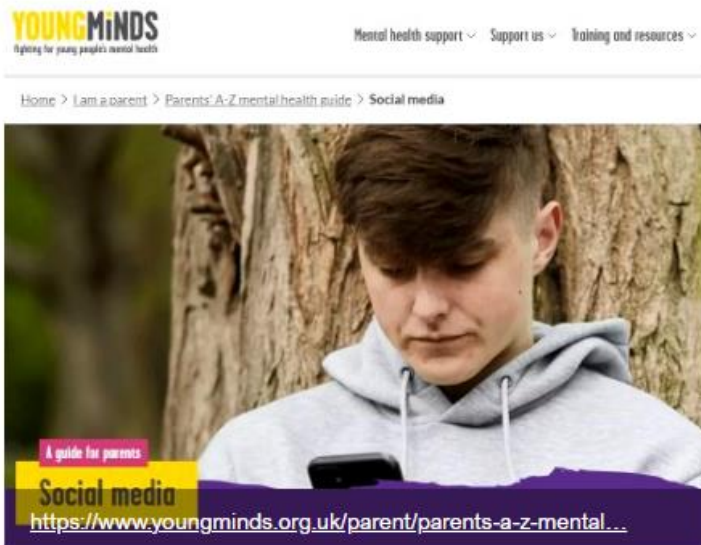 YOUNGMiNDS
fighting for young people's mental health
Mental health support Support us Training and resources
Home > I am a parent > Parents' A-Z mental health guide > Social media
A guide for parents
Social media
https://www.youngminds.org.uk/parent/parents-a-z-mental...